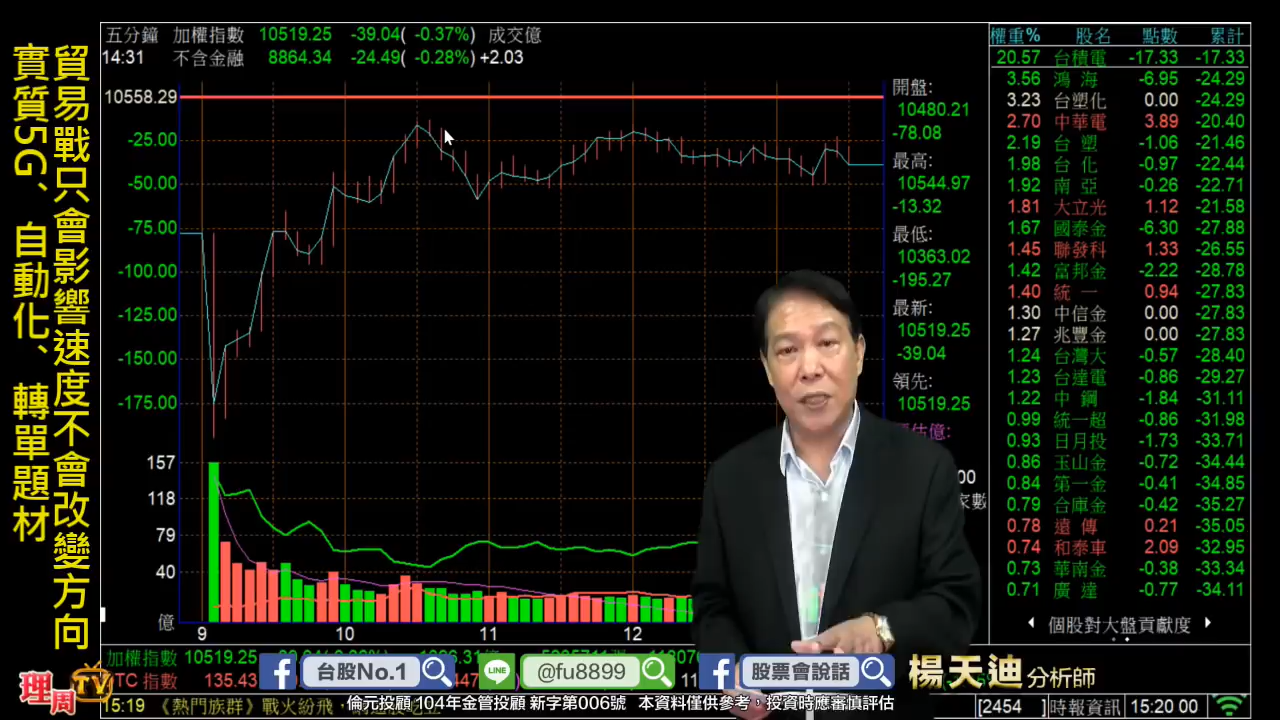 貿易戰只會影響速度不會改變方向
實質5G、自動化、轉單題材
五分鐘 加權指數 10519.25 -39.04( -0.37%) 成交億
14:31 不含金融 8864.34 -24.49( -0.28%) +2.03
10558.29
-25.00
-50.00
-75.00
-100.00
-125.00
-150.00
-175.00
157
118
79
40
億
9 10 11 12
開盤:
10480.21
-78.08
最高:
10544.97
-13.32
最低:
10363.02
-195.27
最新:
10519.25
-39.04
領先:
10519.25
-24.25
估億:
00
家數
權重% 股名 點數 累計
20.57 台積電 -17.33 -17.33
3.56 鴻海 -6.95 -24.29
3.23 台塑化 0.00 -24.29
2.70 中華電 3.89 -20.40
2.19 台塑 -1.06 -21.46
1.98 台化 -0.97 -22.44
1.92 南亞 -0.26 -22.71
1.81 大立光 1.12 -21.58
1.67 國泰金 -6.30 -27.88
1.45 聯發科 1.33 -26.55
1.42 富邦金 -2.22 -28.78
1.40 統一 0.94 -27.83
1.30 中信金 0.00 -27.83
1.27 兆豐金 0.00 -27.83
1.24 台灣大 -0.57 -28.40
1.23 台達電 -0.86 -29.27
1.22 中鋼 -1.84 -31.11
0.99 統一超 -0.86 -31.98
0.93 日月投 -1.73 -33.71
0.86 玉山金 -0.72 -34.44
0.84 第一金 -0.41 -34.85
0.79 合庫金 -0.42 -35.27
0.78 遠傳 0.21 -35.05
0.74 和泰車 2.09 -32.95
0.73 華南金 -0.38 -33.34
0.71 廣達 -0.77 -34.11
個股對大盤貢獻度
加權指數 10519.25
TC 指數 135.43
理周TV
台股No.1
LINE
@fu8899
股票會說話
楊天迪分析師
15:19 《熱門族群》戰火紛飛，
倫元投顧 104年金管投顧 新字第006號 本資料僅供參考，投資時應審慎評估
[2454 ]時報資訊 15:20 00